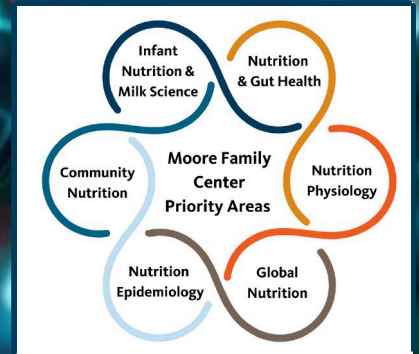 Infant
Nutrition &
Milk Science
Nutrition
& Gut Health
Moore Family
Center
Priority Areas
Community
Nutrition
Nutrition
Physiology
Nutrition
Epidemiology
Global
Nutrition